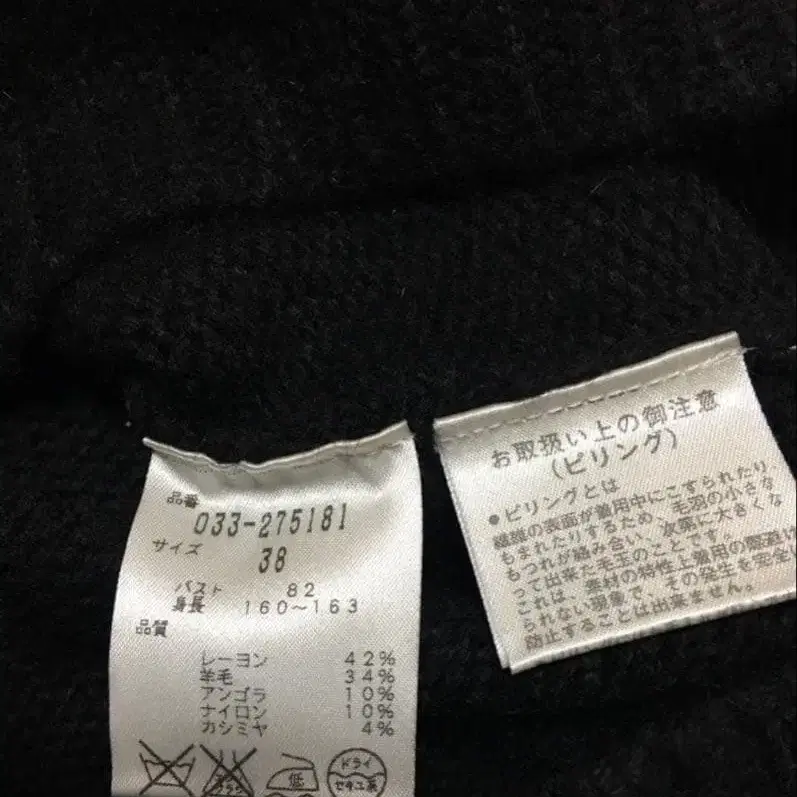 品番
033-275181
サイズ
38
バスト 82
身長 160〜163
品質
レーヨン 42%
羊毛 34%
アンゴラ 10%
ナイロン 10%
カシミヤ 4%
低
ドライ
セキユ系
お取扱い上の御注意
(ピリング)
●ピリングとは
繊維の表面が着用中にこすられたり
もまれたりするため、毛羽の小さな
もつれが絡み合い、次第に大きくな
って出来た毛玉のことです。
これは、素材の特性上着用の際避け
られない現象で、その発生を完全に
防止することは出来ません。